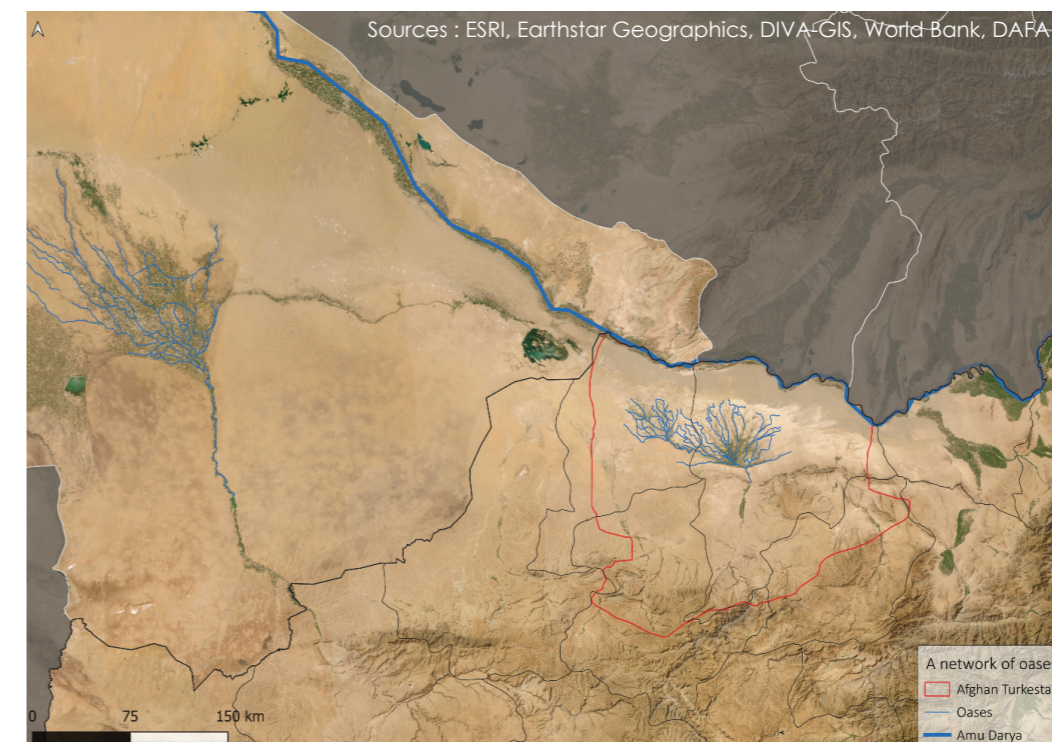 Sources : ESRI, Earthstar Geographics, DIVA-GIS, World Bank, DAFA
A network of oase
Afghan Turkesta
Oases
Amu Darya
0 75 150 km